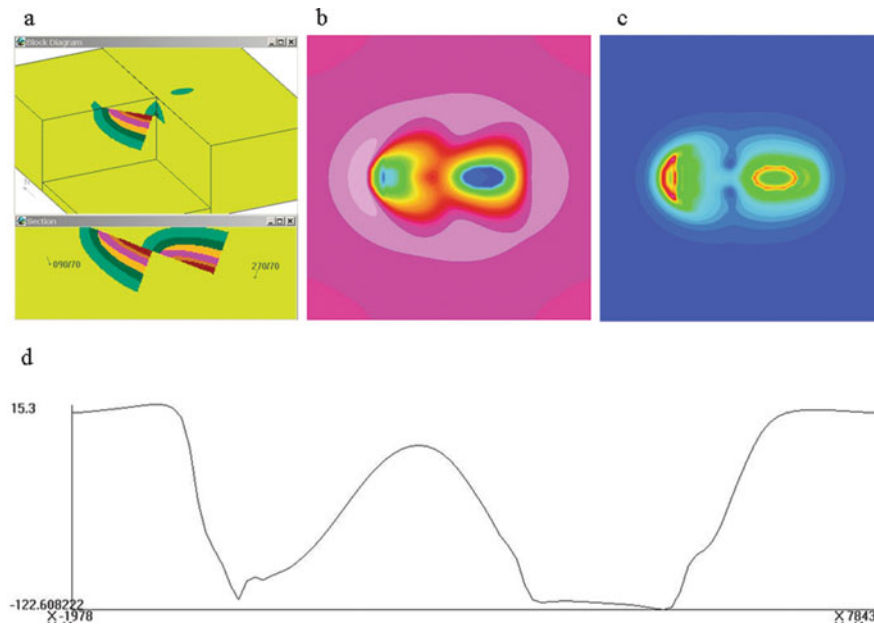 a
b
c
Block Diagram
Section
090/70
270/70
d
15.3
-122.608222
X -1978
X 7843